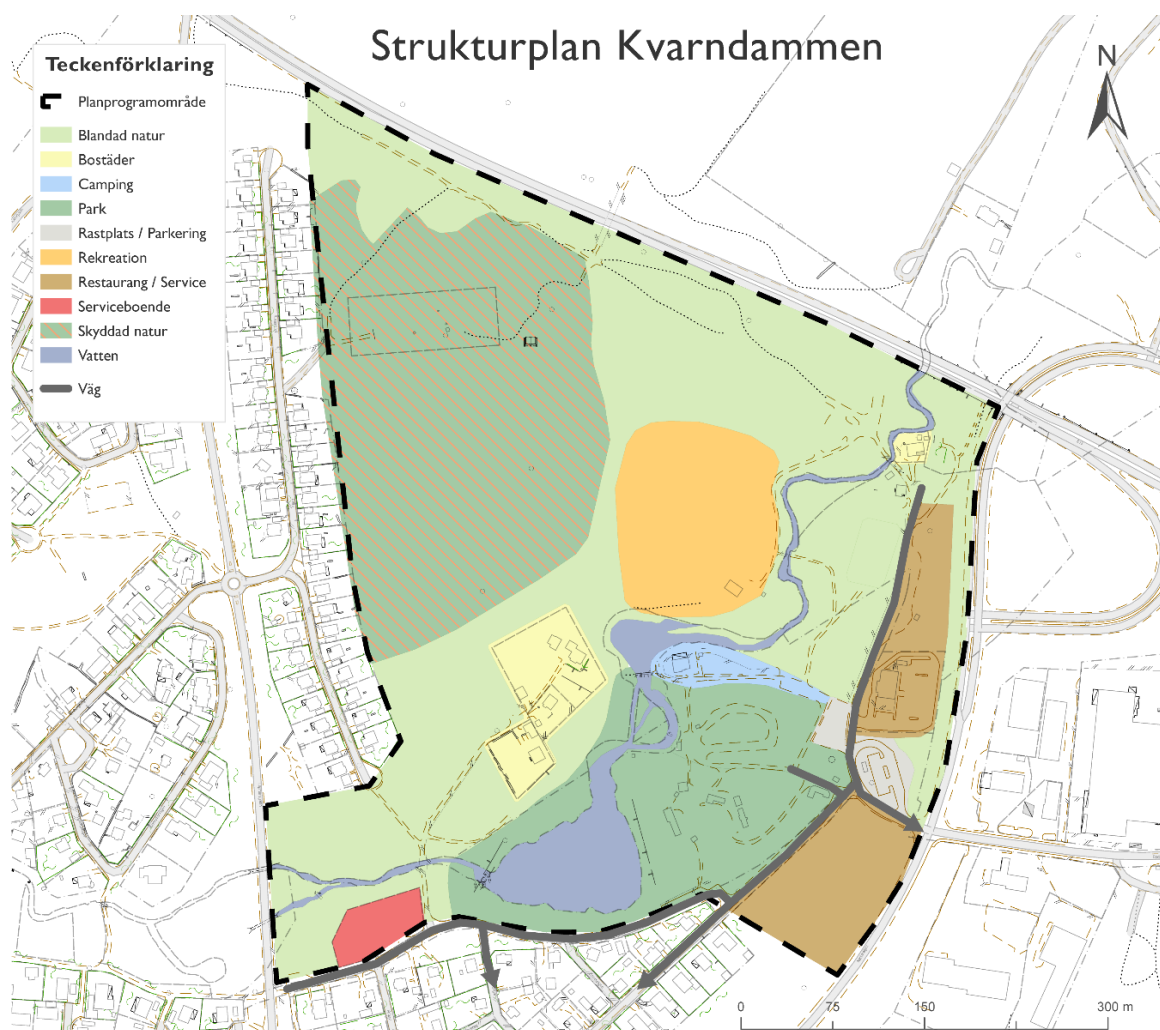 Strukturplan Kvarndammen
N
Teckenförklaring
Planprogramområde
Blandad natur
Bostäder
Camping
Park
Rastplats / Parkering
Rekreation
Restaurang / Service
Serviceboende
Skyddad natur
Vatten
Väg
0 75 150 300 m